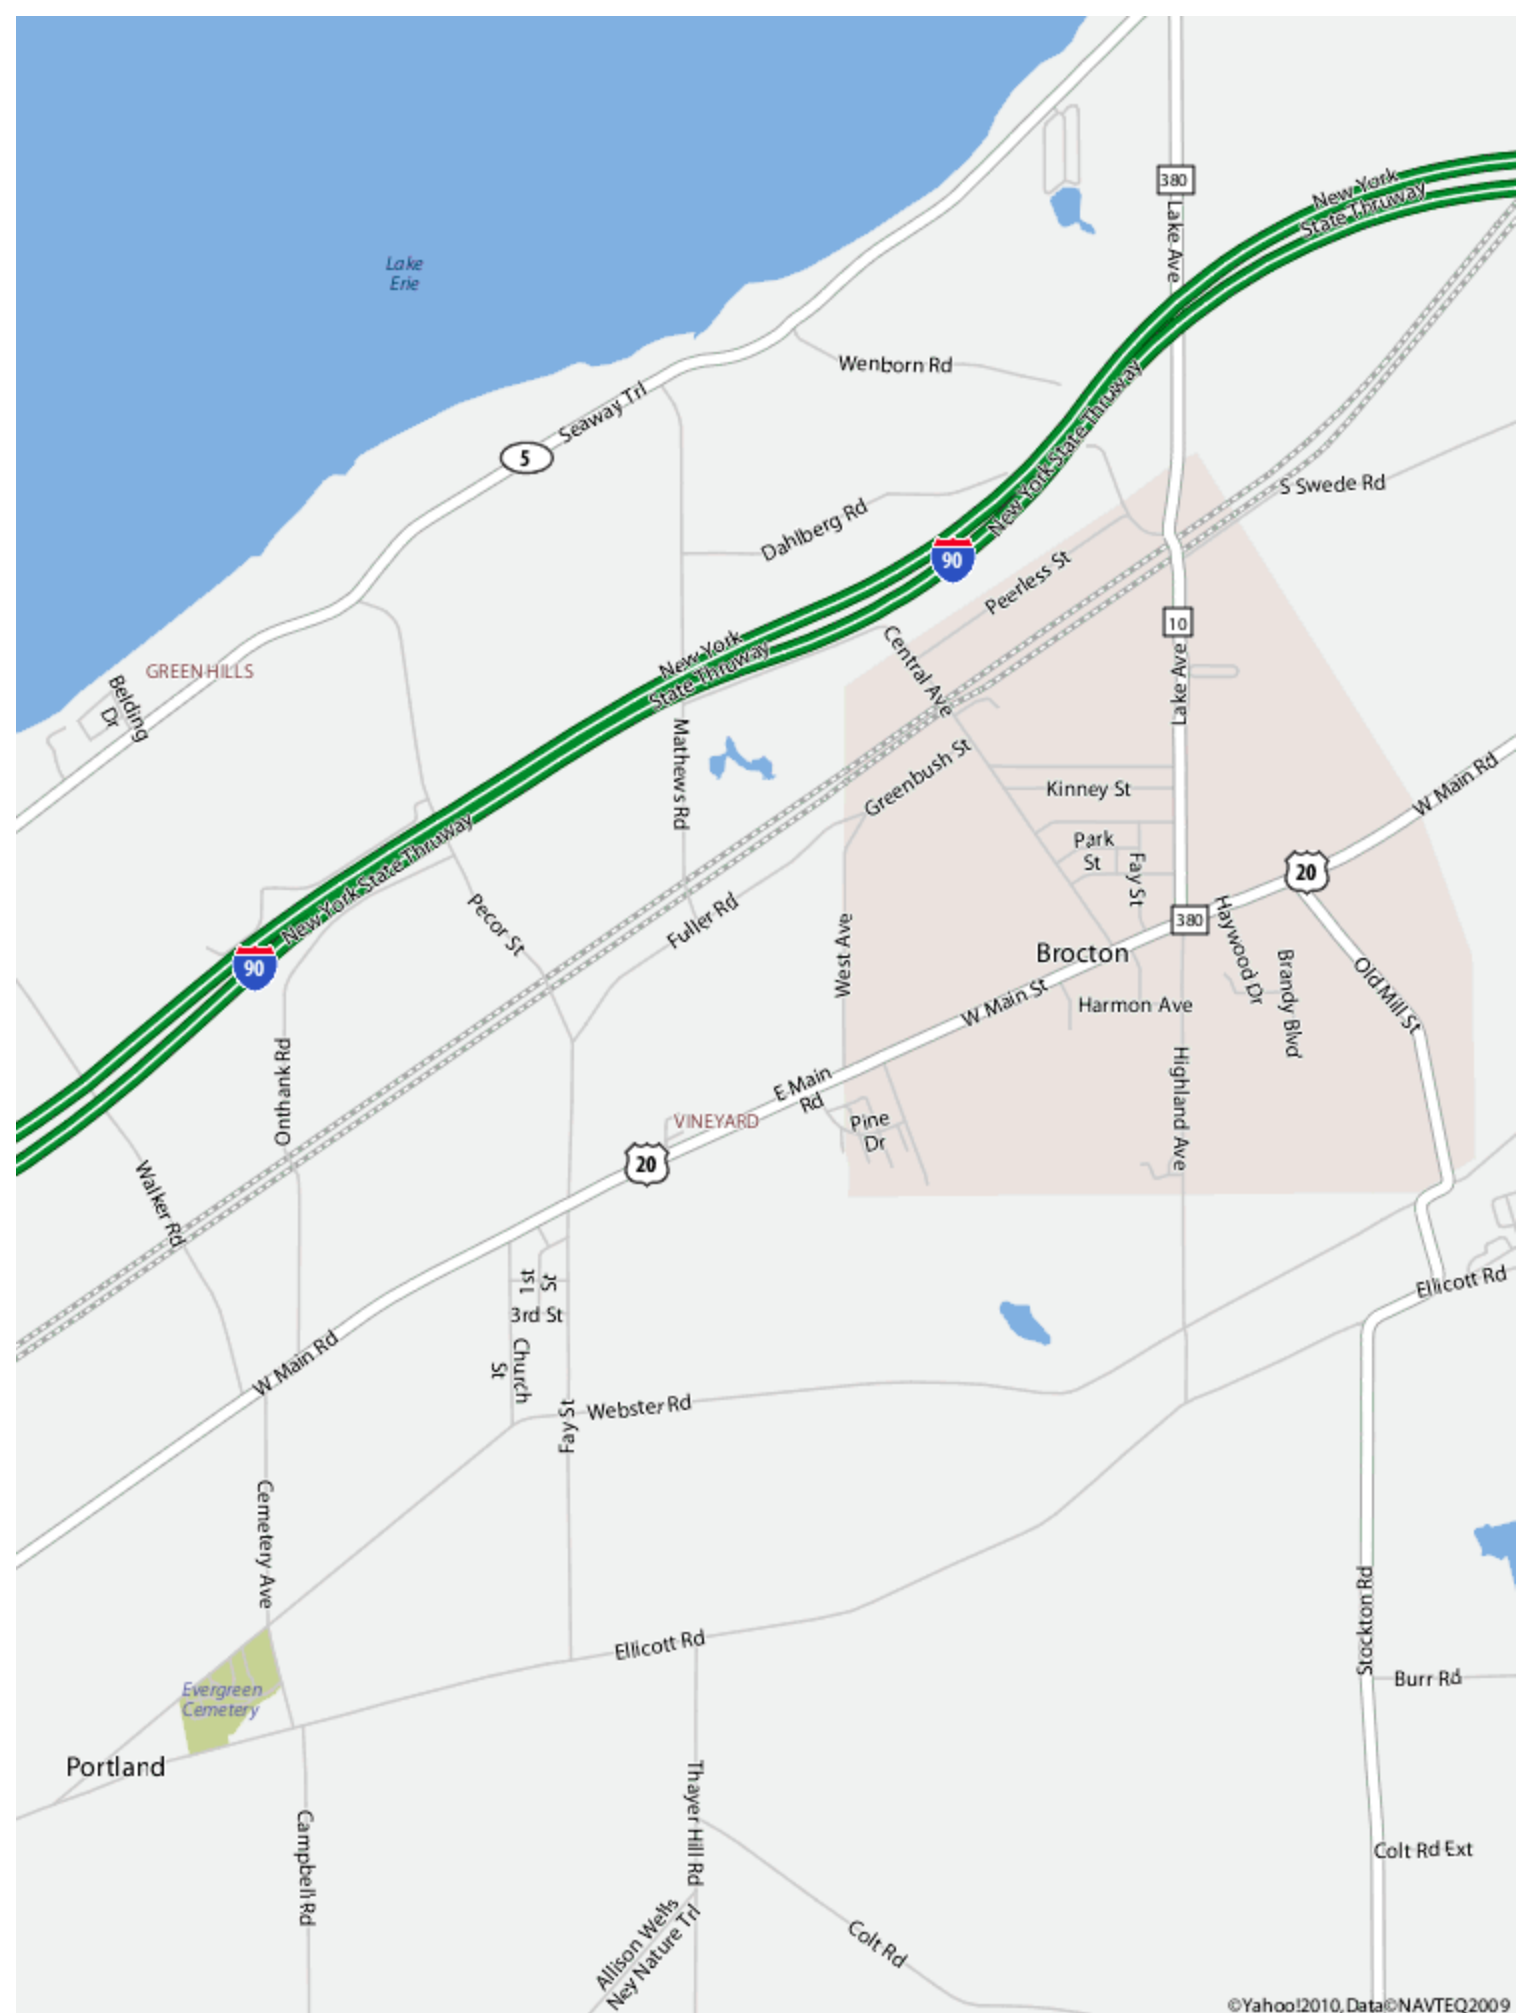 380
New York
State Thruway
Lake Ave
Lake
Erie
Wenborn Rd
New York State Thruway
Seaway Trl
5
S Swede Rd
Dahlberg Rd
90
Peerless St
10
Central Ave
New York
State Thruway
GREENHILLS
Belding
Dr
Lake Ave
Mathews Rd
Greenbush St
W Main Rd
Kinney St
Park
St
Fay St
20
New York State Thruway
Pecor St
Fuller Rd
West Ave
380
Haywood Dr
Brocton
90
Brandy Blvd
Old Mill St
W Main St
Harmon Ave
Onthank Rd
Highland Ave
E Main
Rd
VINEYARD
Pine
Dr
20
Walker Rd
1st
St
3rd St
Ellicott Rd
W Main Rd
Church
St
Webster Rd
Fay St
Cemetery Ave
Stockton Rd
Ellicott Rd
Burr Rd
Evergreen
Cemetery
Portland
Thayer Hill Rd
Campbell Rd
Colt Rd Ext
Allison Wells
Ney Nature Trl
Colt Rd
©Yahoo!2010, Data©NAVTEQ2009